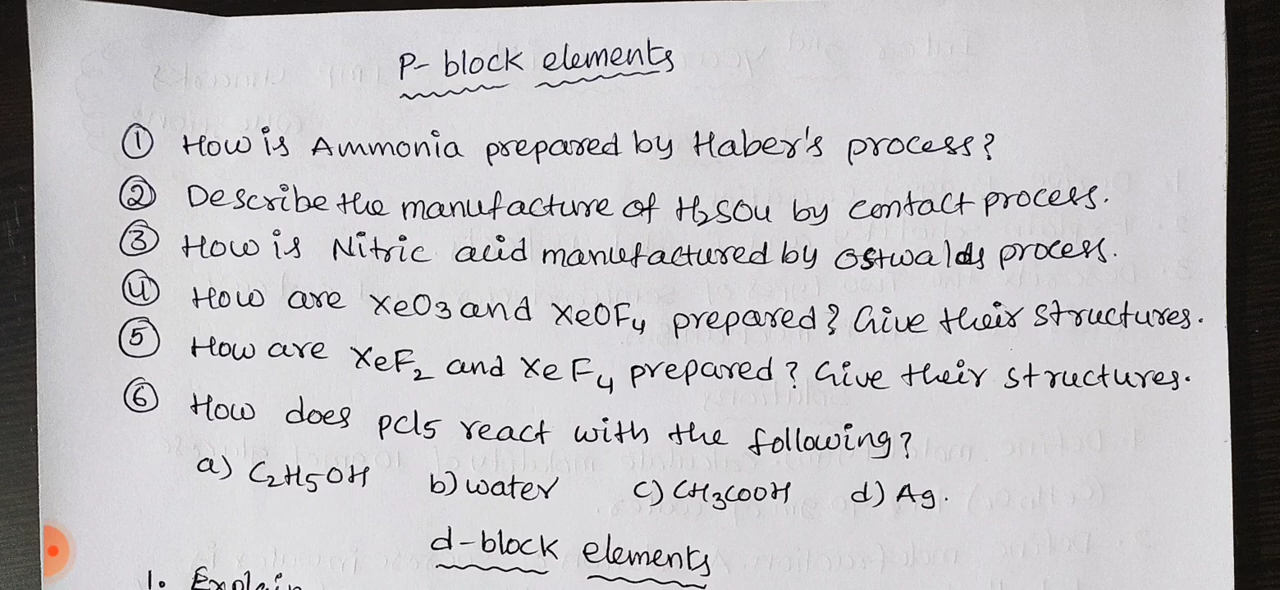 P- block elements
① How is Ammonia prepared by Haber's process?
② Describe the manufacture of H2SO4 by contact process.
③ How is Nitric acid manufactured by Ostwalds process.
④ How are XeO3 and XeOF4 prepared? Give their structures.
⑤ How are XeF2 and XeF4 prepared? Give their structures.
⑥ How does pcl5 react with the following?
a) C2H5OH b) water c) CH3COOH d) Ag.
d-block elements
1. Explain